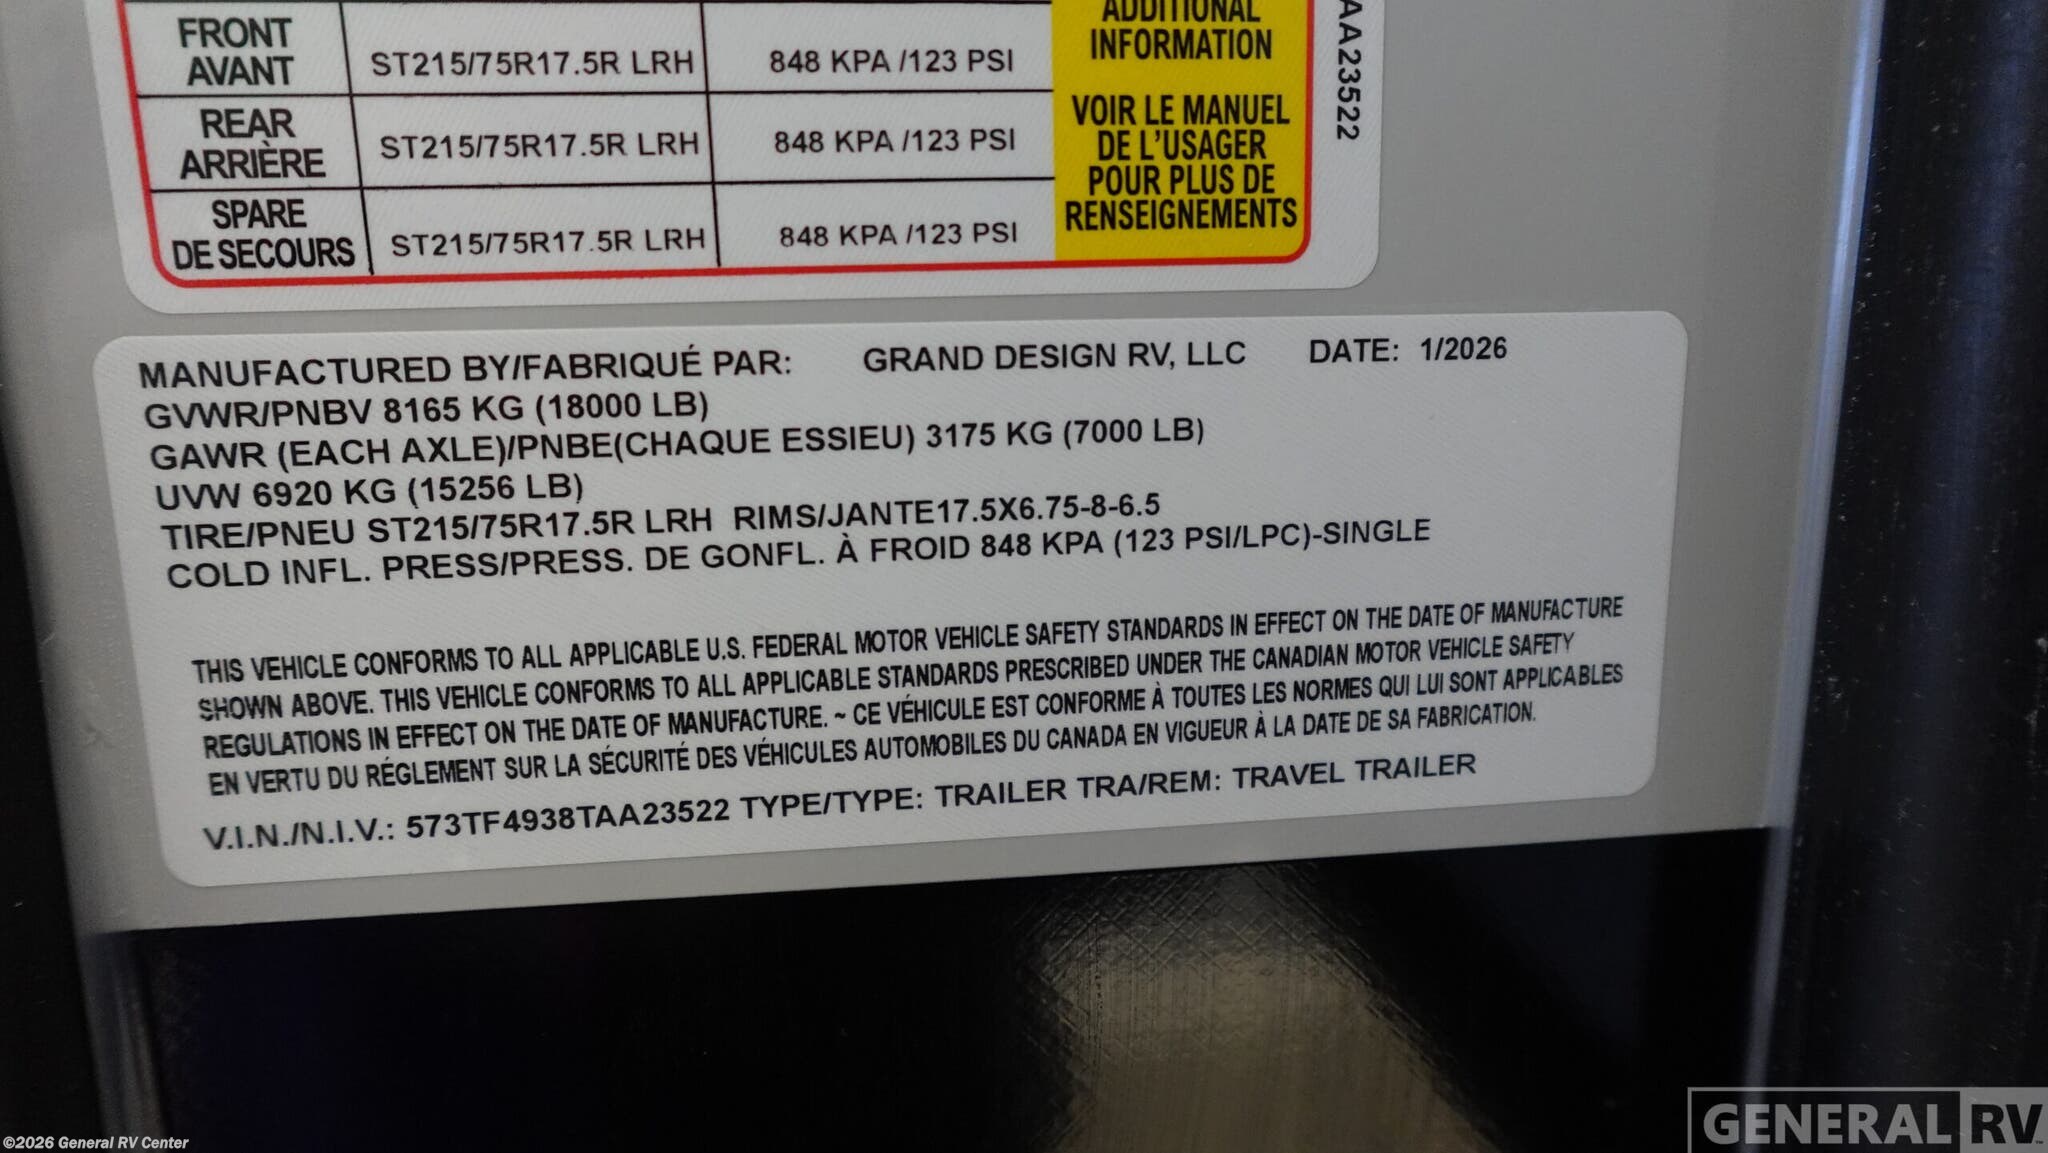 ADDITIONAL
INFORMATION
VOIR LE MANUEL
DE L'USAGER
POUR PLUS DE
RENSEIGNEMENTS
FRONT
AVANT
ST215/75R17.5R LRH
848 KPA /123 PSI
REAR
ARRIÈRE
ST215/75R17.5R LRH
848 KPA /123 PSI
SPARE
DE SECOURS
ST215/75R17.5R LRH
848 KPA /123 PSI
AA23522
MANUFACTURED BY/FABRIQUÉ PAR: GRAND DESIGN RV, LLC DATE: 1/2026
GVWR/PNBV 8165 KG (18000 LB)
GAWR (EACH AXLE)/PNBE(CHAQUE ESSIEU) 3175 KG (7000 LB)
UVW 6920 KG (15256 LB)
TIRE/PNEU ST215/75R17.5R LRH RIMS/JANTE17.5X6.75-8-6.5
COLD INFL. PRESS/PRESS. DE GONFL. À FROID 848 KPA (123 PSI/LPC)-SINGLE
THIS VEHICLE CONFORMS TO ALL APPLICABLE U.S. FEDERAL MOTOR VEHICLE SAFETY STANDARDS IN EFFECT ON THE DATE OF MANUFACTURE
SHOWN ABOVE. THIS VEHICLE CONFORMS TO ALL APPLICABLE STANDARDS PRESCRIBED UNDER THE CANADIAN MOTOR VEHICLE SAFETY
REGULATIONS IN EFFECT ON THE DATE OF MANUFACTURE. ~ CE VÉHICULE EST CONFORME À TOUTES LES NORMES QUI LUI SONT APPLICABLES
EN VERTU DU RÉGLEMENT SUR LA SÉCURITÉ DES VÉHICULES AUTOMOBILES DU CANADA EN VIGUEUR À LA DATE DE SA FABRICATION.
V.I.N./N.I.V.: 573TF4938TAA23522 TYPE/TYPE: TRAILER TRA/REM: TRAVEL TRAILER
©2026 General RV Center
GENERAL RV